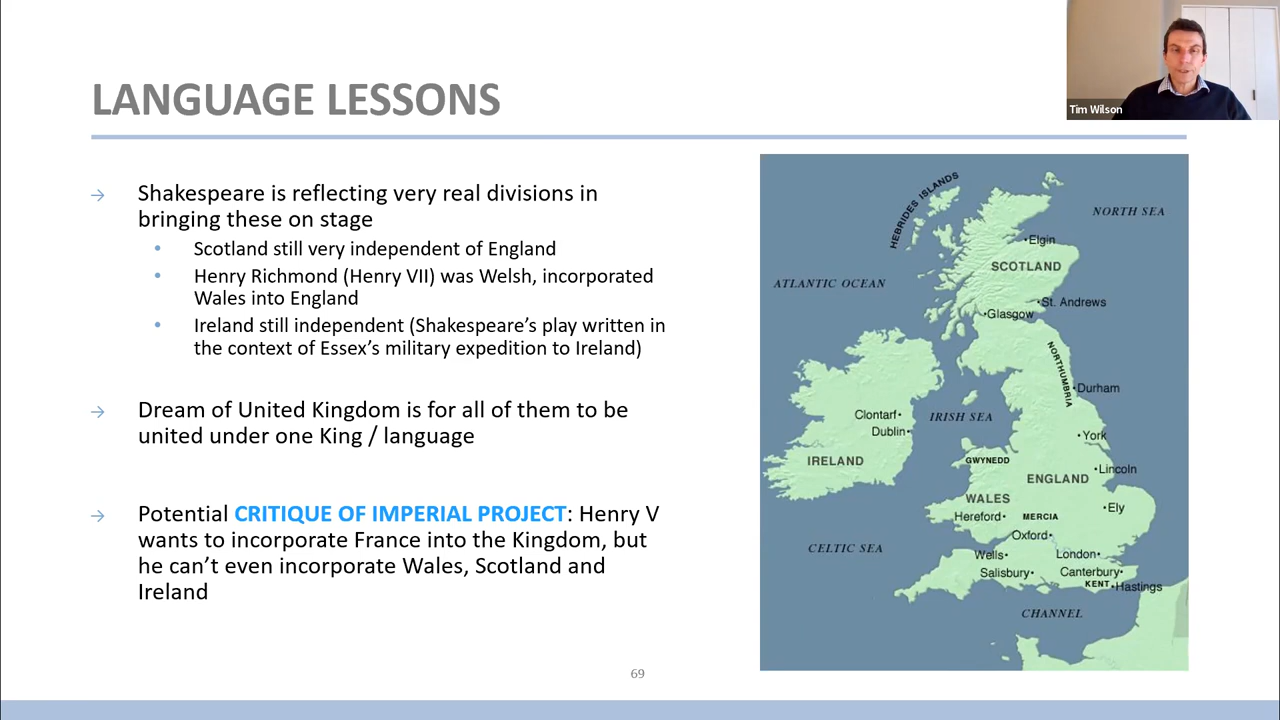 LANGUAGE LESSONS
Tim Wilson
→ Shakespeare is reflecting very real divisions in
bringing these on stage
• Scotland still very independent of England
• Henry Richmond (Henry VII) was Welsh, incorporated
Wales into England
• Ireland still independent (Shakespeare’s play written in
the context of Essex’s military expedition to Ireland)
→ Dream of United Kingdom is for all of them to be
united under one King / language
→ Potential CRITIQUE OF IMPERIAL PROJECT: Henry V
wants to incorporate France into the Kingdom, but
he can’t even incorporate Wales, Scotland and
Ireland
HEBRIDES ISLANDS
NORTH SEA
Elgin
SCOTLAND
ATLANTIC OCEAN
St. Andrews
Glasgow
NORTHUMBRIA
Durham
Clontarf
IRISH SEA
Dublin
York
IRELAND
GWYNEDD
Lincoln
ENGLAND
WALES
Ely
Hereford
MERCIA
Oxford
CELTIC SEA
Wells
London
Salisbury
Canterbury
KENT
Hastings
CHANNEL
69